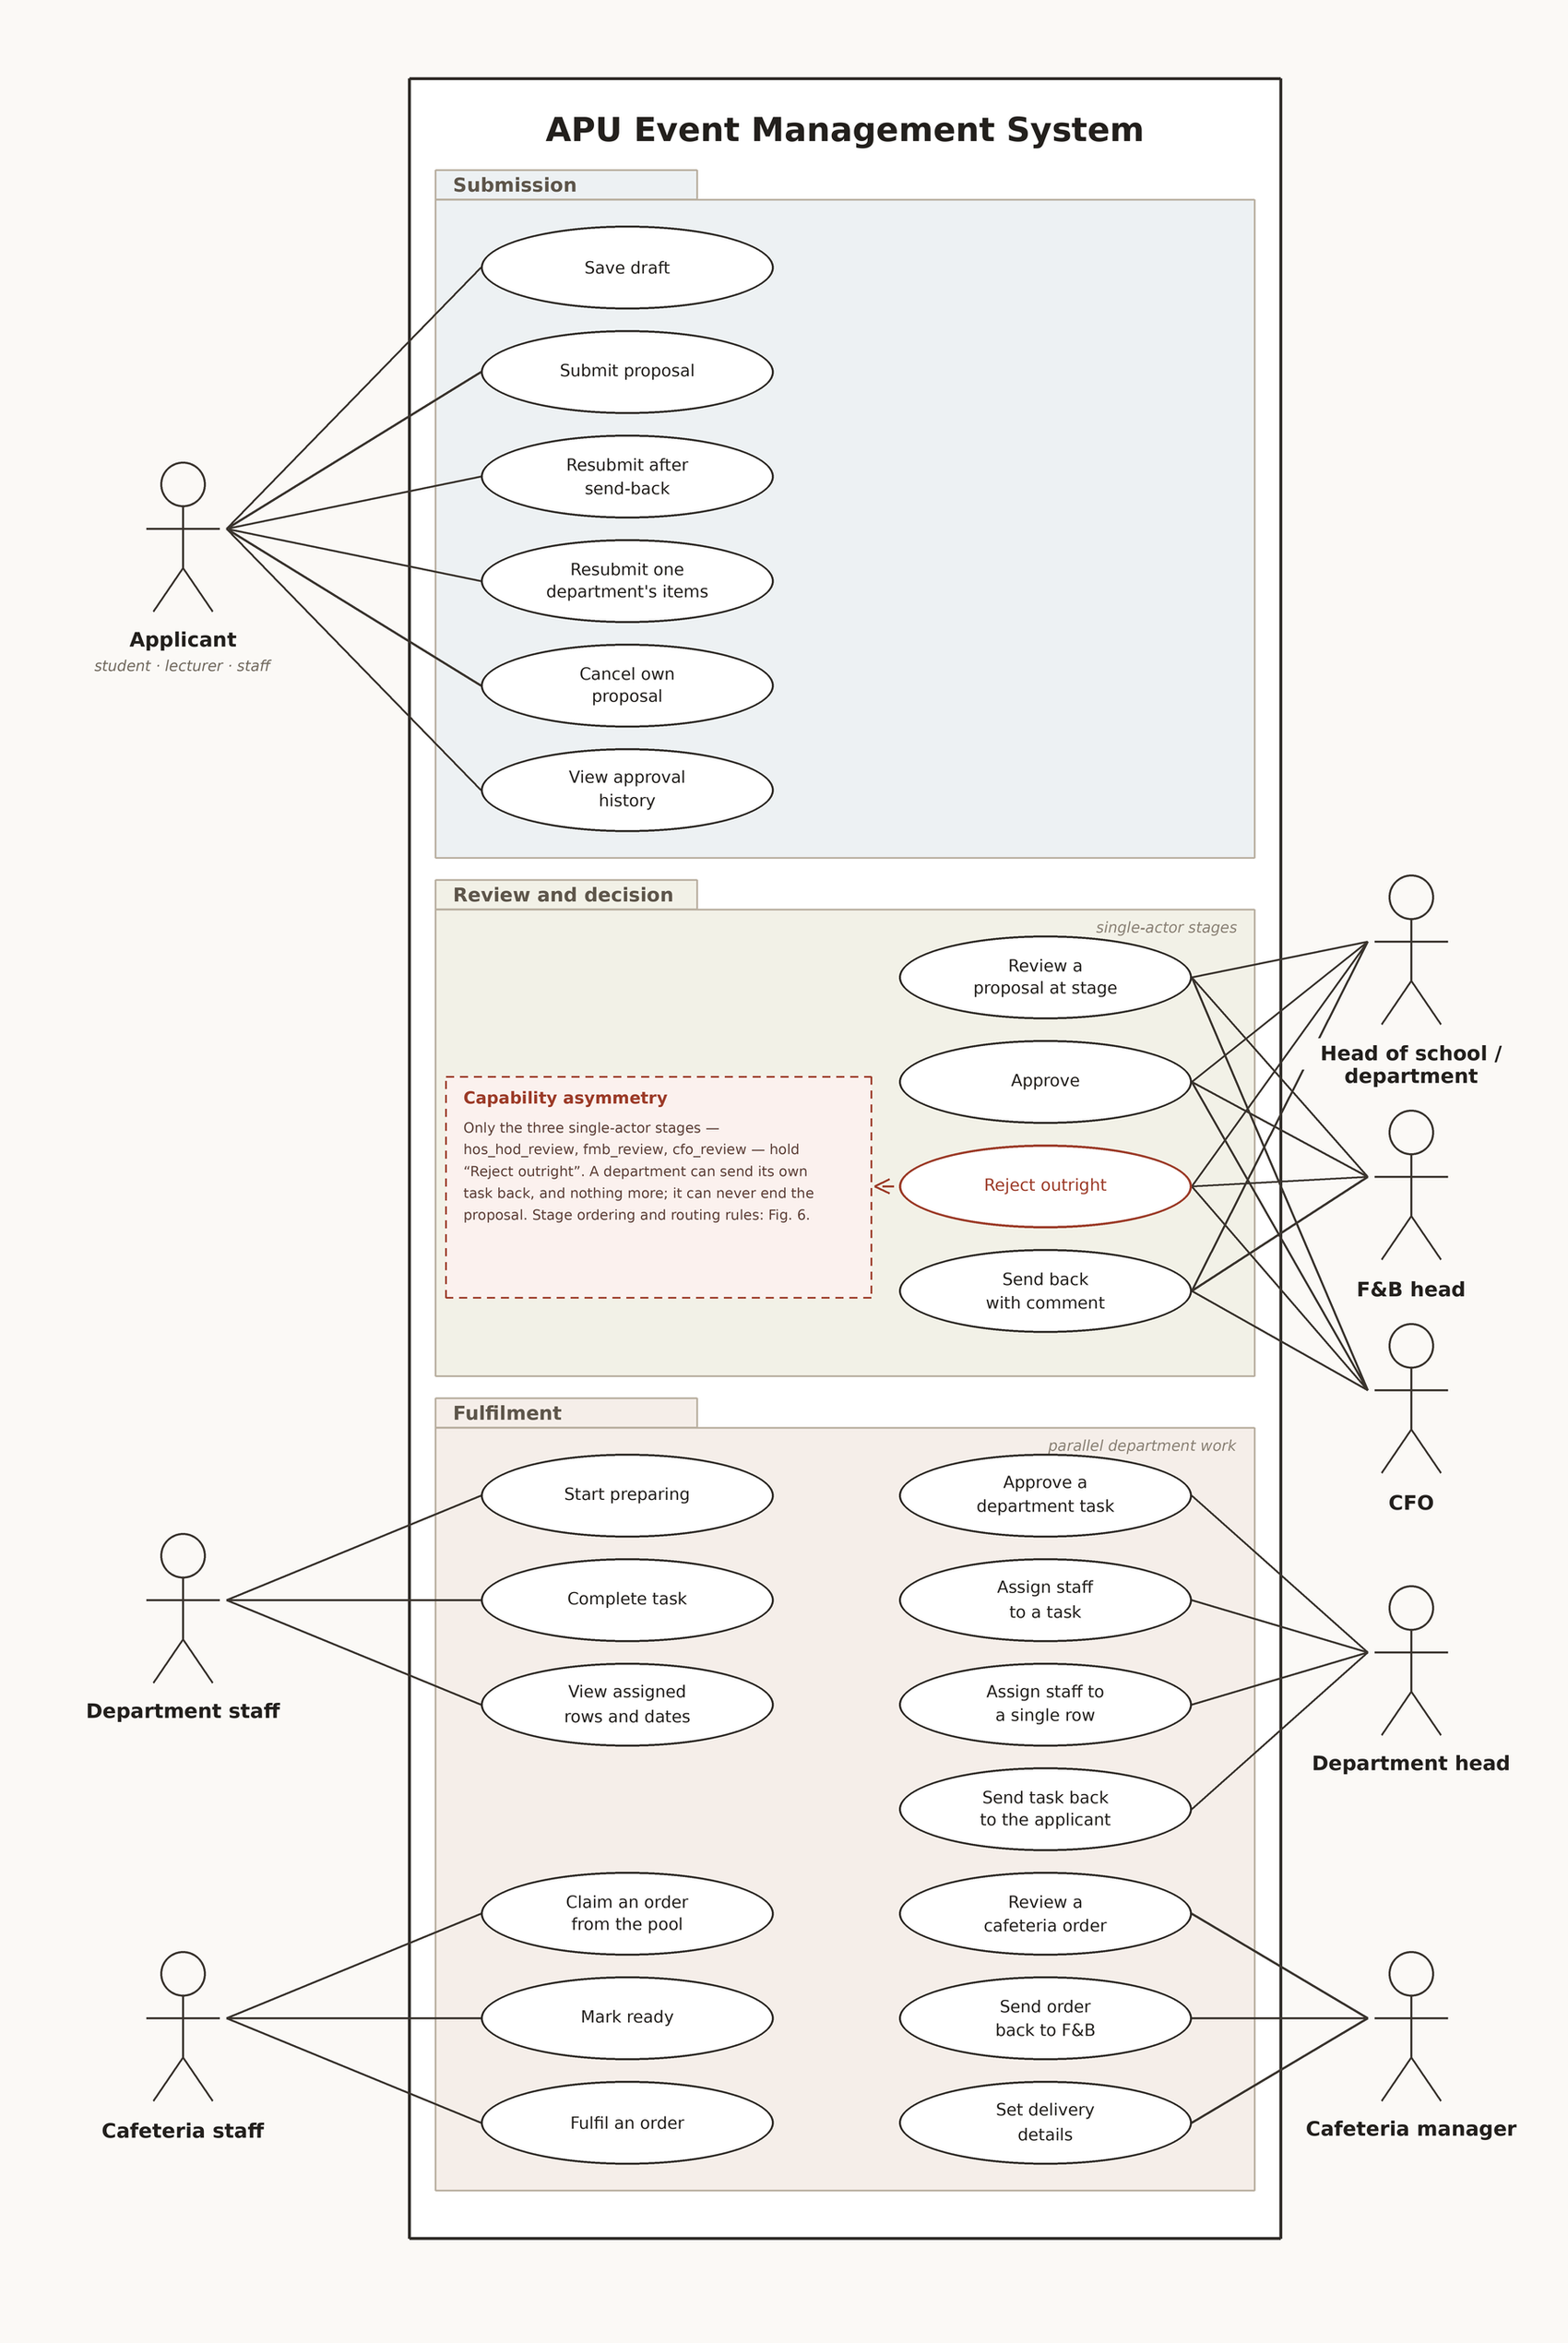 APU Event Management System
Submission
Save draft
Submit proposal
Resubmit after
send-back
Resubmit one
department's items
Cancel own
proposal
View approval
history
Applicant
student · lecturer · staff
Review and decision
single-actor stages
Review a
proposal at stage
Approve
Reject outright
Send back
with comment
Capability asymmetry
Only the three single-actor stages —
hos_hod_review, fmb_review, cfo_review — hold
“Reject outright”. A department can send its own
task back, and nothing more; it can never end the
proposal. Stage ordering and routing rules: Fig. 6.
Head of school /
department
F&B head
CFO
Fulfilment
parallel department work
Start preparing
Complete task
View assigned
rows and dates
Department staff
Approve a
department task
Assign staff
to a task
Assign staff to
a single row
Send task back
to the applicant
Department head
Claim an order
from the pool
Mark ready
Fulfil an order
Cafeteria staff
Review a
cafeteria order
Send order
back to F&B
Set delivery
details
Cafeteria manager